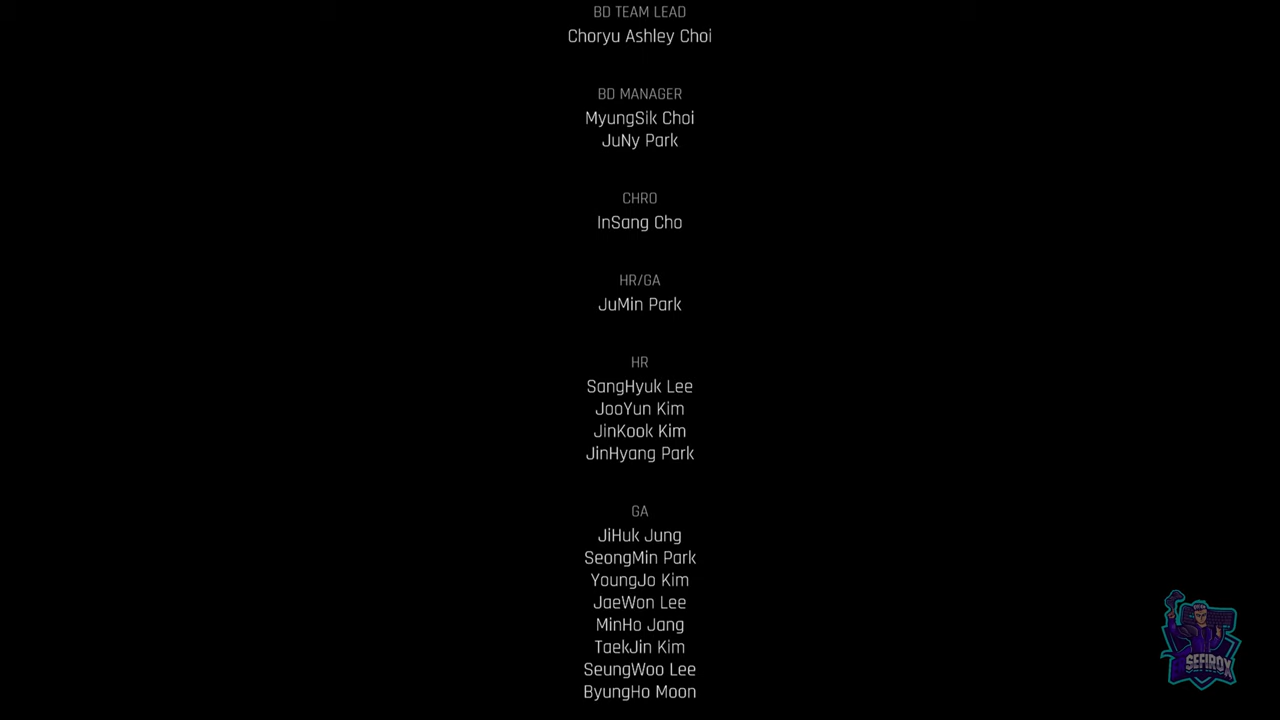 BD TEAM LEAD
Choryu Ashley Choi
BD MANAGER
MyungSik Choi
JuNy Park
CHRO
InSang Cho
HR/GA
JuMin Park
HR
SangHyuk Lee
JooYun Kim
JinKook Kim
JinHyang Park
GA
JiHuk Jung
SeongMin Park
YoungJo Kim
JaeWon Lee
MinHo Jang
TaekJin Kim
SeungWoo Lee
ByungHo Moon
SEFIROX